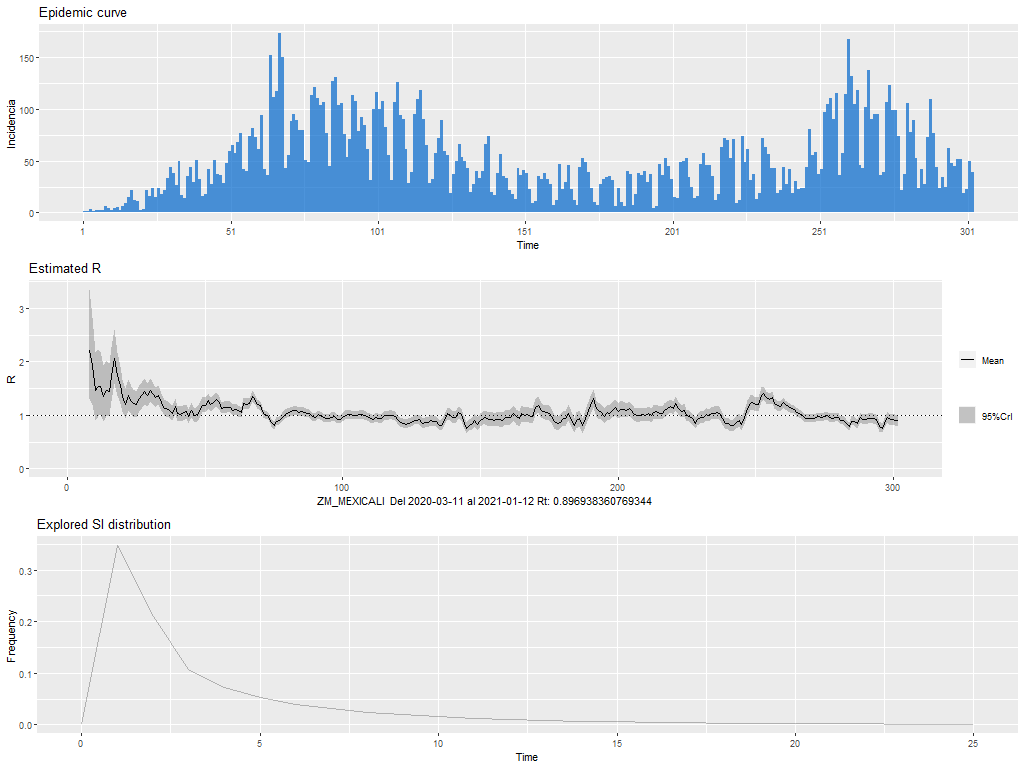 Epidemic curve
150
100
50
0
Incidencia
1 51 101 151 201 251 301
Time
Estimated R
3
2
1
0
R
Mean
95%CrI
0 100 200 300
ZM_MEXICALI Del 2020-03-11 al 2021-01-12 Rt: 0.896938360769344
Explored SI distribution
0.3
0.2
0.1
0.0
Frequency
0 5 10 15 20 25
Time